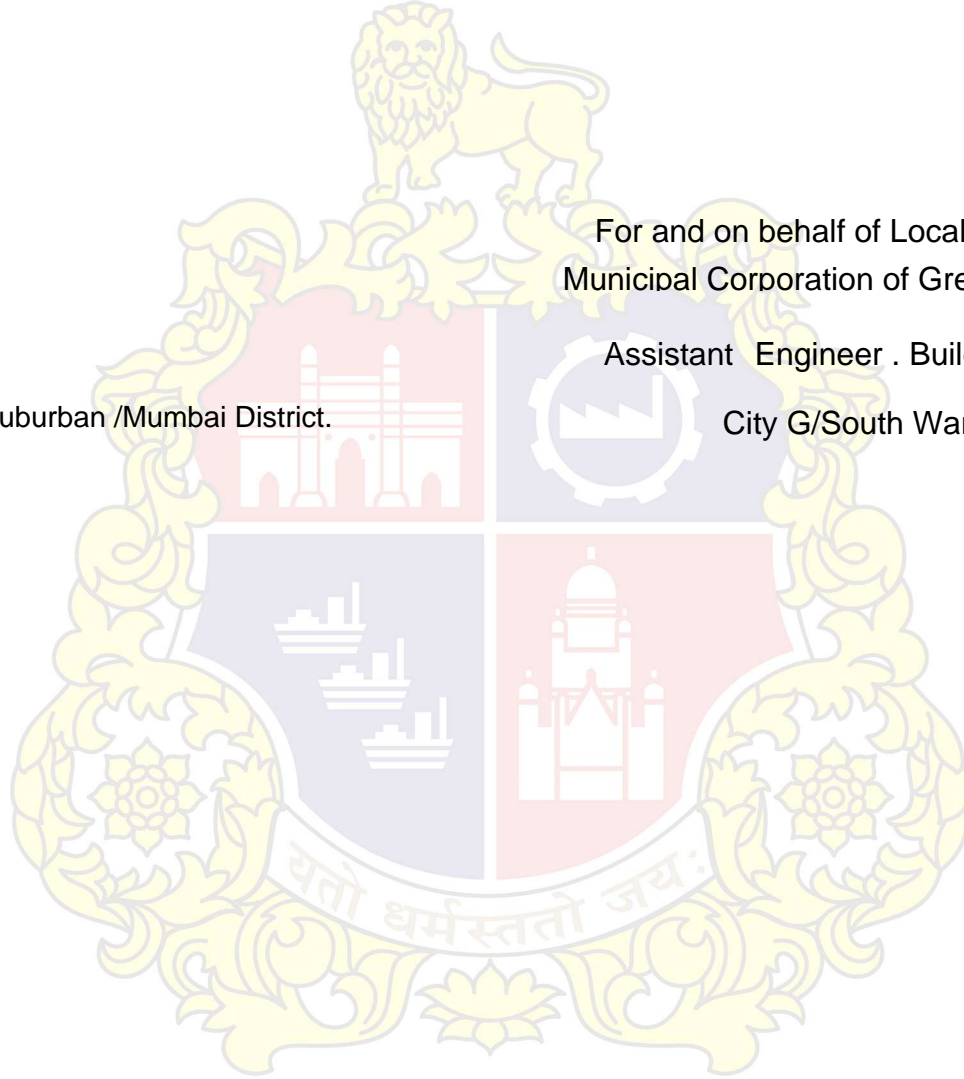 For and on behalf of Local
Municipal Corporation of Gre
Assistant Engineer . Buil
uburban /Mumbai District.
City G/South War
यतो धर्मस्ततो जय: